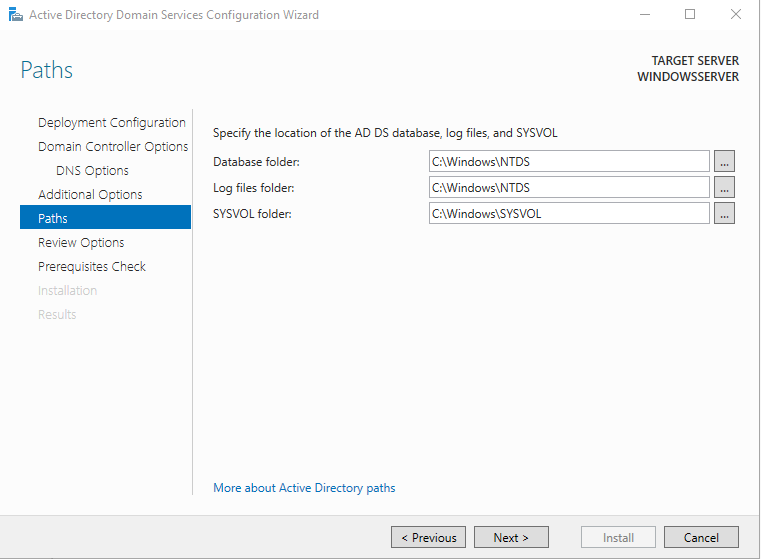 Active Directory Domain Services Configuration Wizard
Paths
TARGET SERVER
WINDOWSSERVER
Deployment Configuration
Domain Controller Options
DNS Options
Additional Options
Paths
Review Options
Prerequisites Check
Installation
Results
Specify the location of the AD DS database, log files, and SYSVOL
Database folder: C:\Windows\NTDS ...
Log files folder: C:\Windows\NTDS ...
SYSVOL folder: C:\Windows\SYSVOL ...
More about Active Directory paths
< Previous Next > Install Cancel